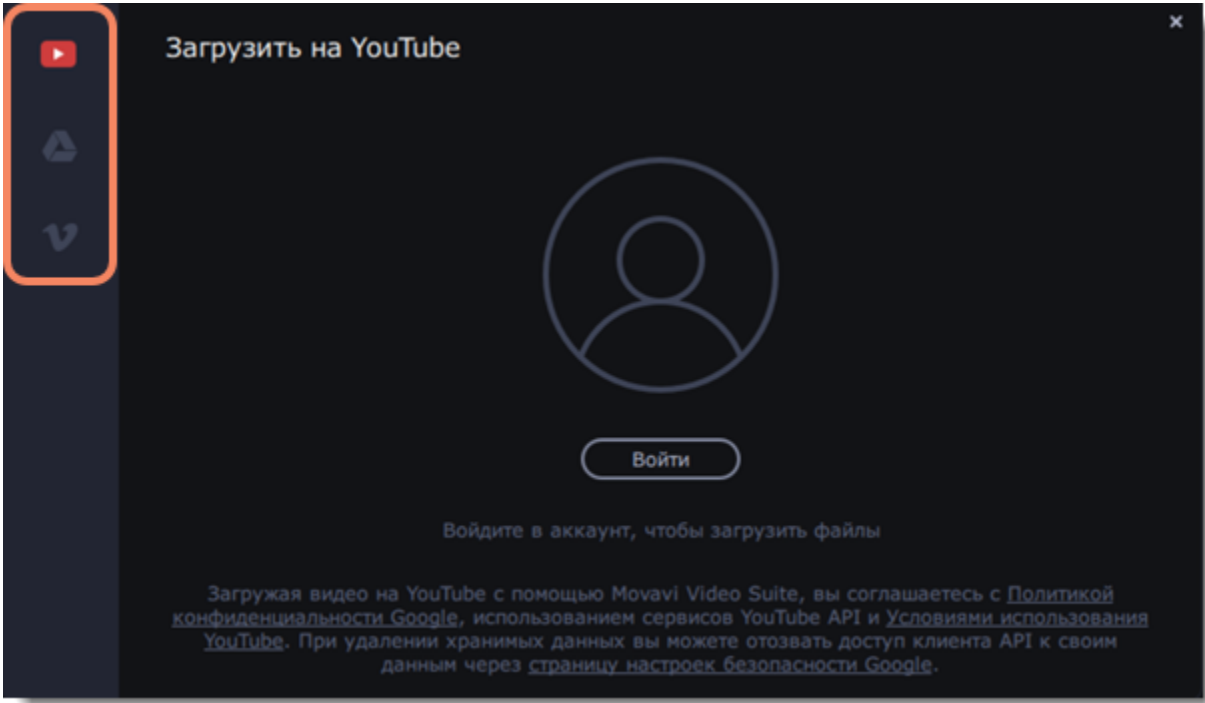 Загрузить на YouTube
Войти
Войдите в аккаунт, чтобы загрузить файлы
Загружая видео на YouTube с помощью Movavi Video Suite, вы соглашаетесь с Политикой
конфиденциальности Google, использованием сервисов YouTube API и Условиями использования
YouTube. При удалении хранимых данных вы можете отозвать доступ клиента API к своим
данным через страницу настроек безопасности Google.